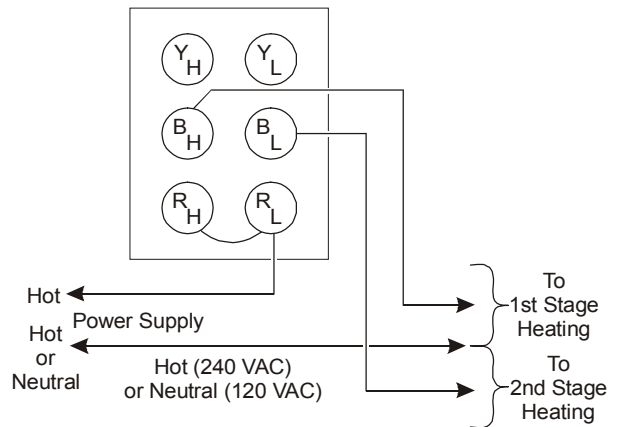 YH YL
BH BL
RH RL
Hot
Power Supply
Hot
or
Neutral
Hot (240 VAC)
or Neutral (120 VAC)
To
1st Stage
Heating
To
2nd Stage
Heating